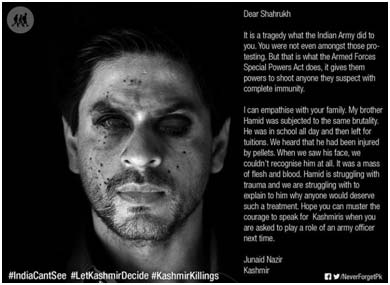 Dear Shahrukh
It is a tragedy what the Indian Army did to
you. You were not even amongst those pro-
testing. But that is what the Armed Forces
Special Powers Act does, it gives them
powers to shoot anyone they suspect with
complete immunity.
I can empathise with your family. My brother
Hamid was subjected to the same brutality.
He was in school all day and then left for
tuitions. We heard that he had been injured
by pellets. When we saw his face, we
couldn't recognise him at all. It was a mass
of flesh and blood. Hamid is struggling with
trauma and we are struggling with to
explain to him why anyone would deserve
such a treatment. Hope you can muster the
courage to speak for Kashmiris when you
are asked to play a role of an army officer
next time.
Junaid Nazir
Kashmir
#IndiaCantSee #LetKashmirDecide #KashmirKillings
/NeverForgetPk